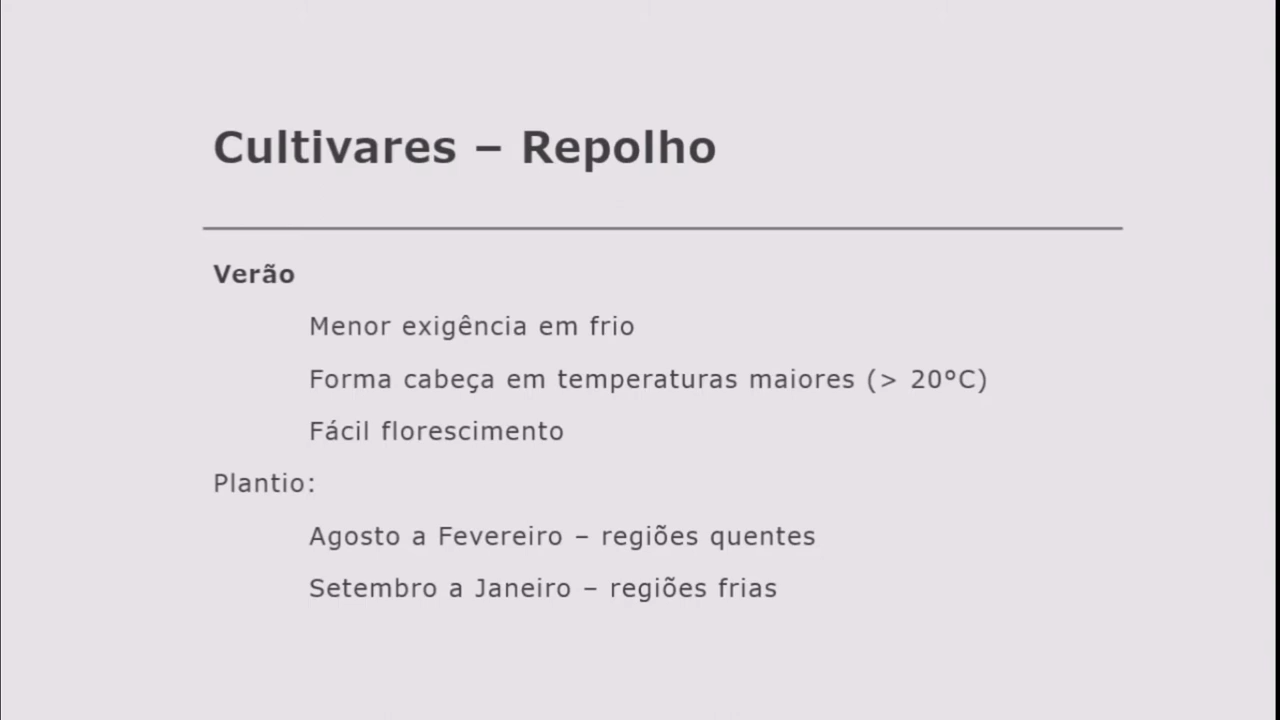 Cultivares – Repolho
Verão
Menor exigência em frio
Forma cabeça em temperaturas maiores (> 20°C)
Fácil florescimento
Plantio:
Agosto a Fevereiro – regiões quentes
Setembro a Janeiro – regiões frias